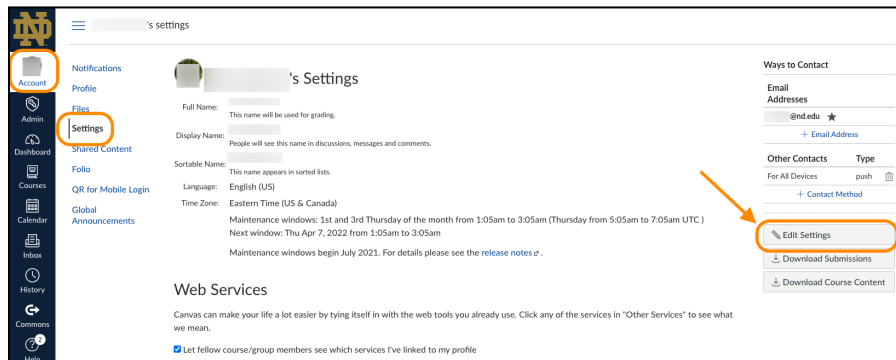 's settings
Account
Admin
Dashboard
Courses
Calendar
Inbox
History
Commons
2
Help
Notifications
Profile
Files
Settings
Shared Content
Folio
QR for Mobile Login
Global
Announcements
's Settings
Full Name:
This name will be used for grading.
Display Name:
People will see this name in discussions, messages and comments.
Sortable Name:
This name appears in sorted lists.
Language: English (US)
Time Zone: Eastern Time (US & Canada)
Maintenance windows: 1st and 3rd Thursday of the month from 1:05am to 3:05am (Thursday from 5:05am to 7:05am UTC )
Next window: Thu Apr 7, 2022 from 1:05am to 3:05am
Maintenance windows begin July 2021. For details please see the release notes .
Web Services
Canvas can make your life a lot easier by tying itself in with the web tools you already use. Click any of the services in "Other Services" to see what
we mean.
Let fellow course/group members see which services I've linked to my profile
Ways to Contact
Email
Addresses
@nd.edu ★
+ Email Address
Other Contacts Type
For All Devices push
+ Contact Method
Edit Settings
Download Submissions
Download Course Content